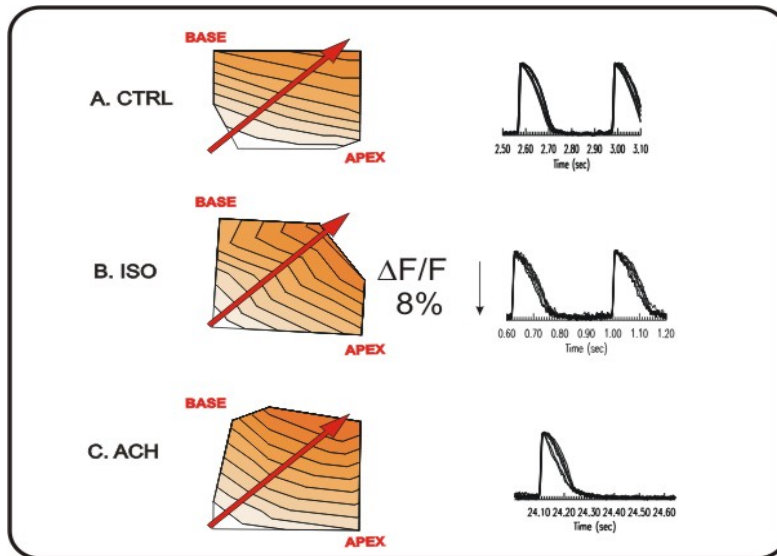 BASE
A. CTRL
APEX
2.50 2.60 2.70 2.80 2.90 3.00 3.10
Time (sec)
BASE
B. ISO
ΔF/F
8%
APEX
0.60 0.70 0.80 0.90 1.00 1.10 1.20
Time (sec)
BASE
C. ACH
APEX
24.10 24.20 24.30 24.40 24.50 24.60
Time (sec)